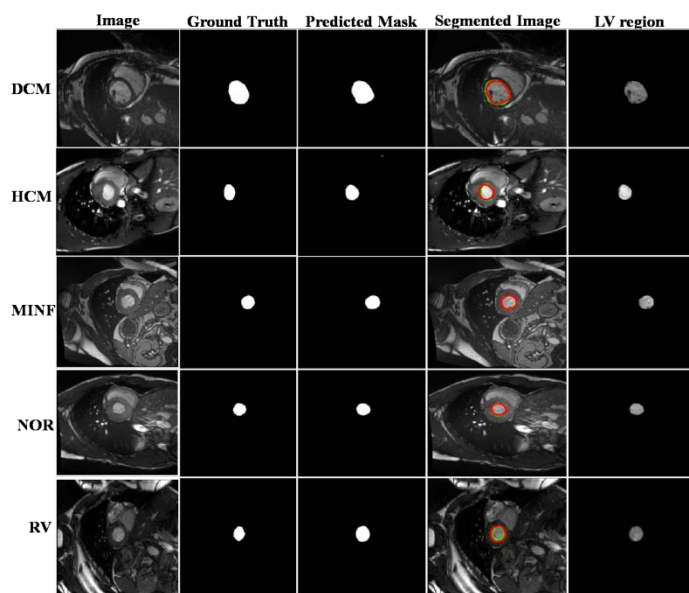 Image Ground Truth Predicted Mask Segmented Image LV region
DCM
HCM
MINF
NOR
RV